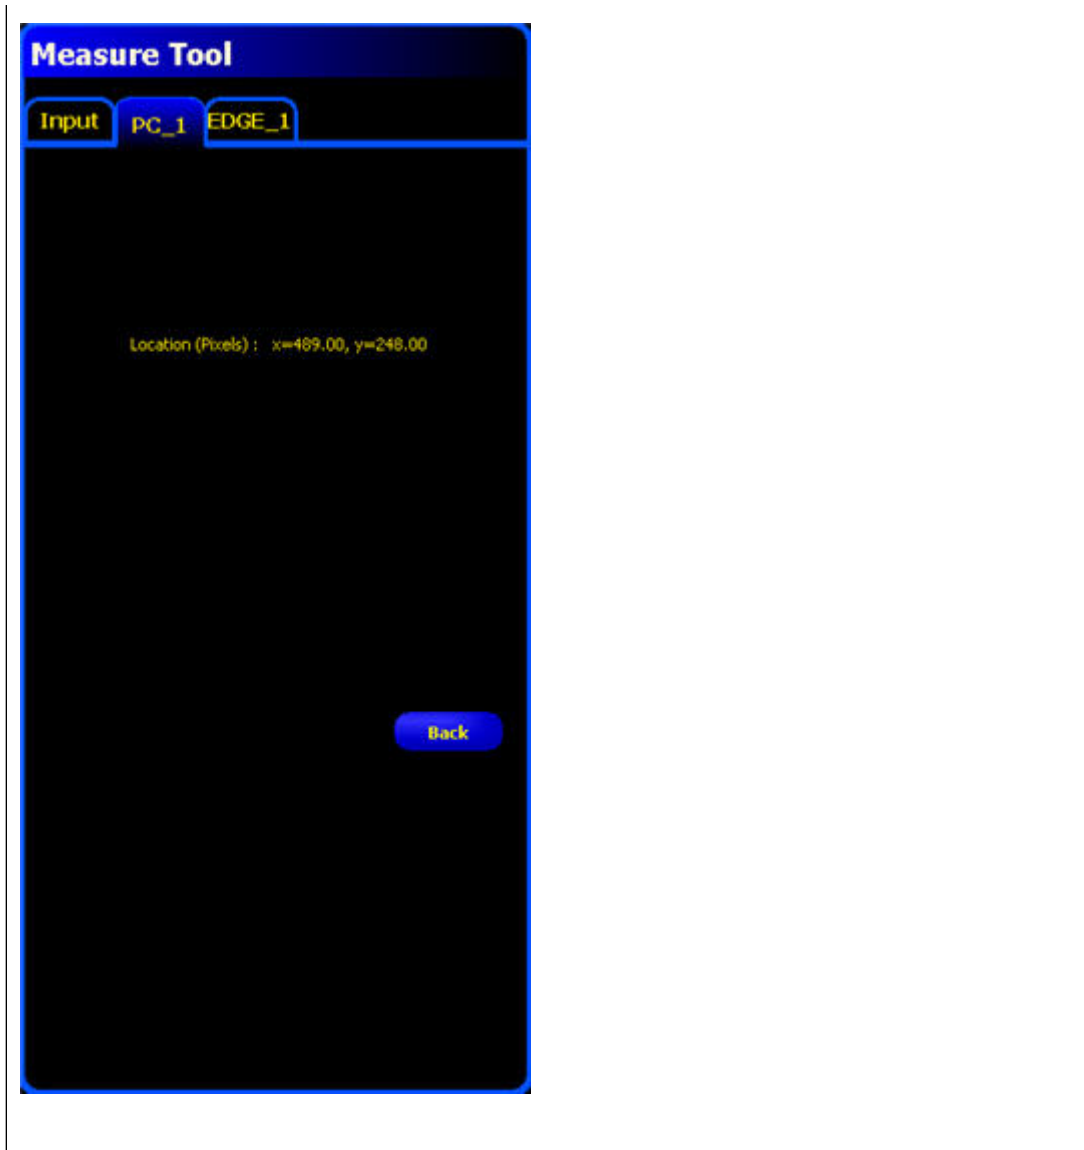 Measure Tool
Input PC_1 EDGE_1
Location (Pixels) : x=489.00, y=248.00
Back